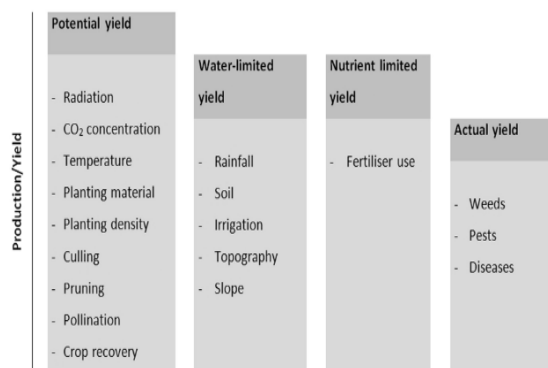 Production/Yield
Potential yield
- Radiation
- CO₂ concentration
- Temperature
- Planting material
- Planting density
- Culling
- Pruning
- Pollination
- Crop recovery
Water-limited
yield
- Rainfall
- Soil
- Irrigation
- Topography
- Slope
Nutrient limited
yield
- Fertiliser use
Actual yield
- Weeds
- Pests
- Diseases